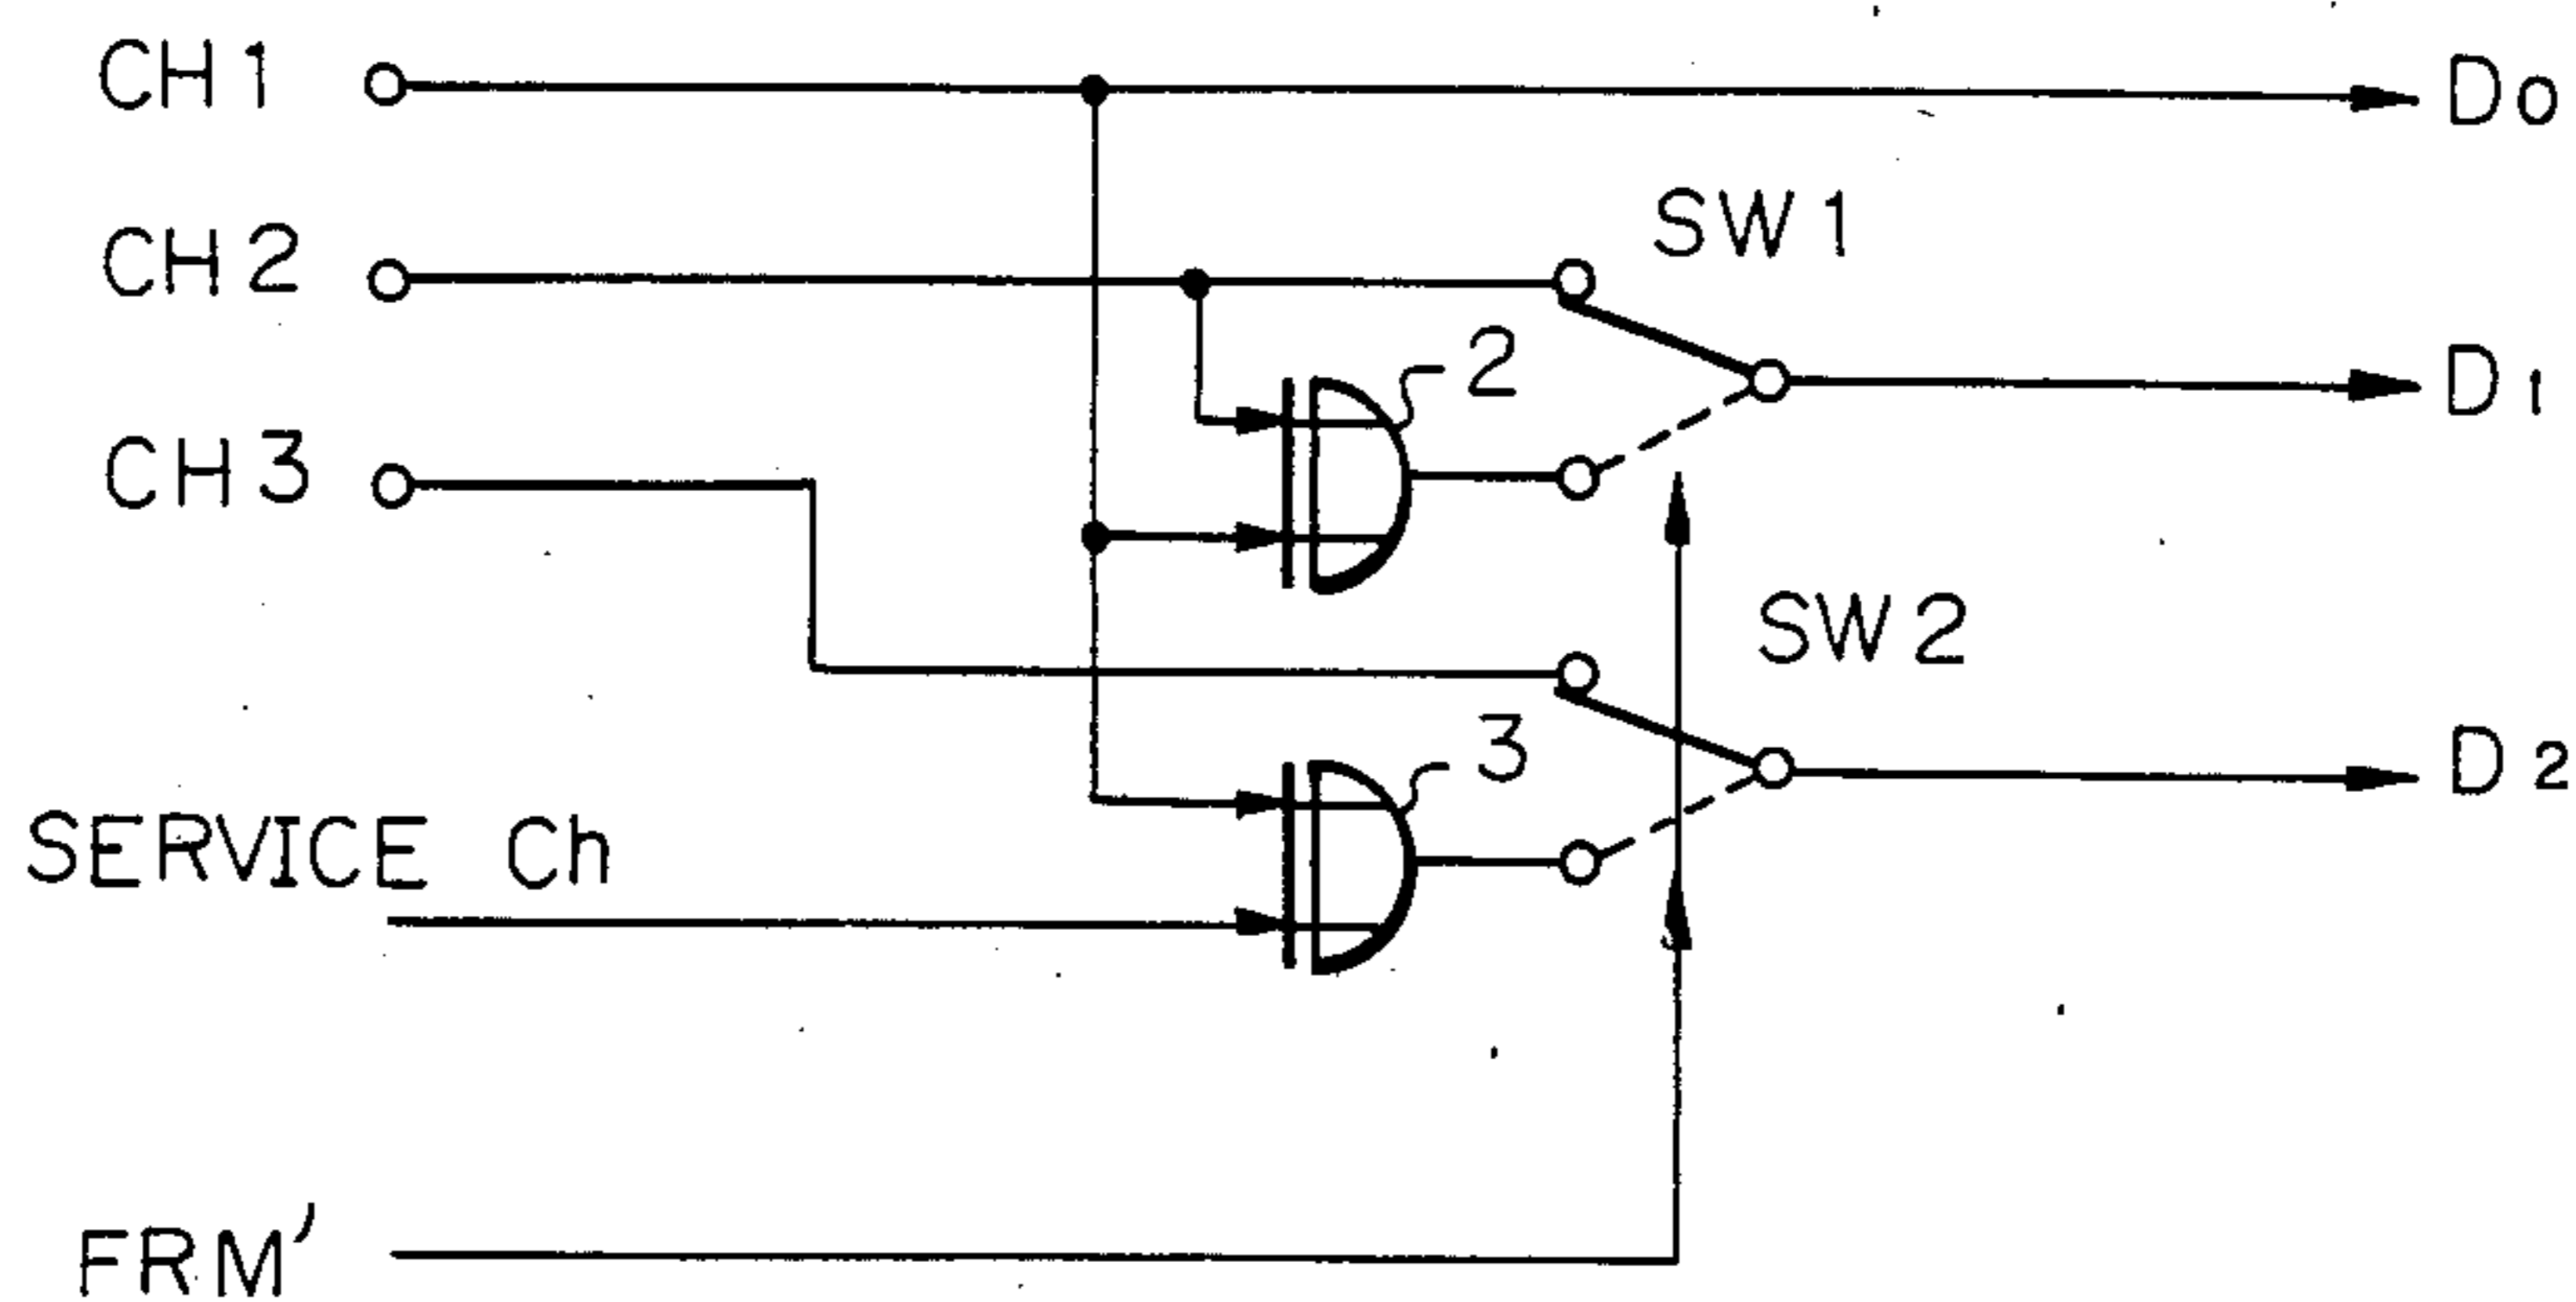 CH1
Do
CH2
SW1
2
D1
CH3
SW2
3
D2
SERVICE Ch
FRM'